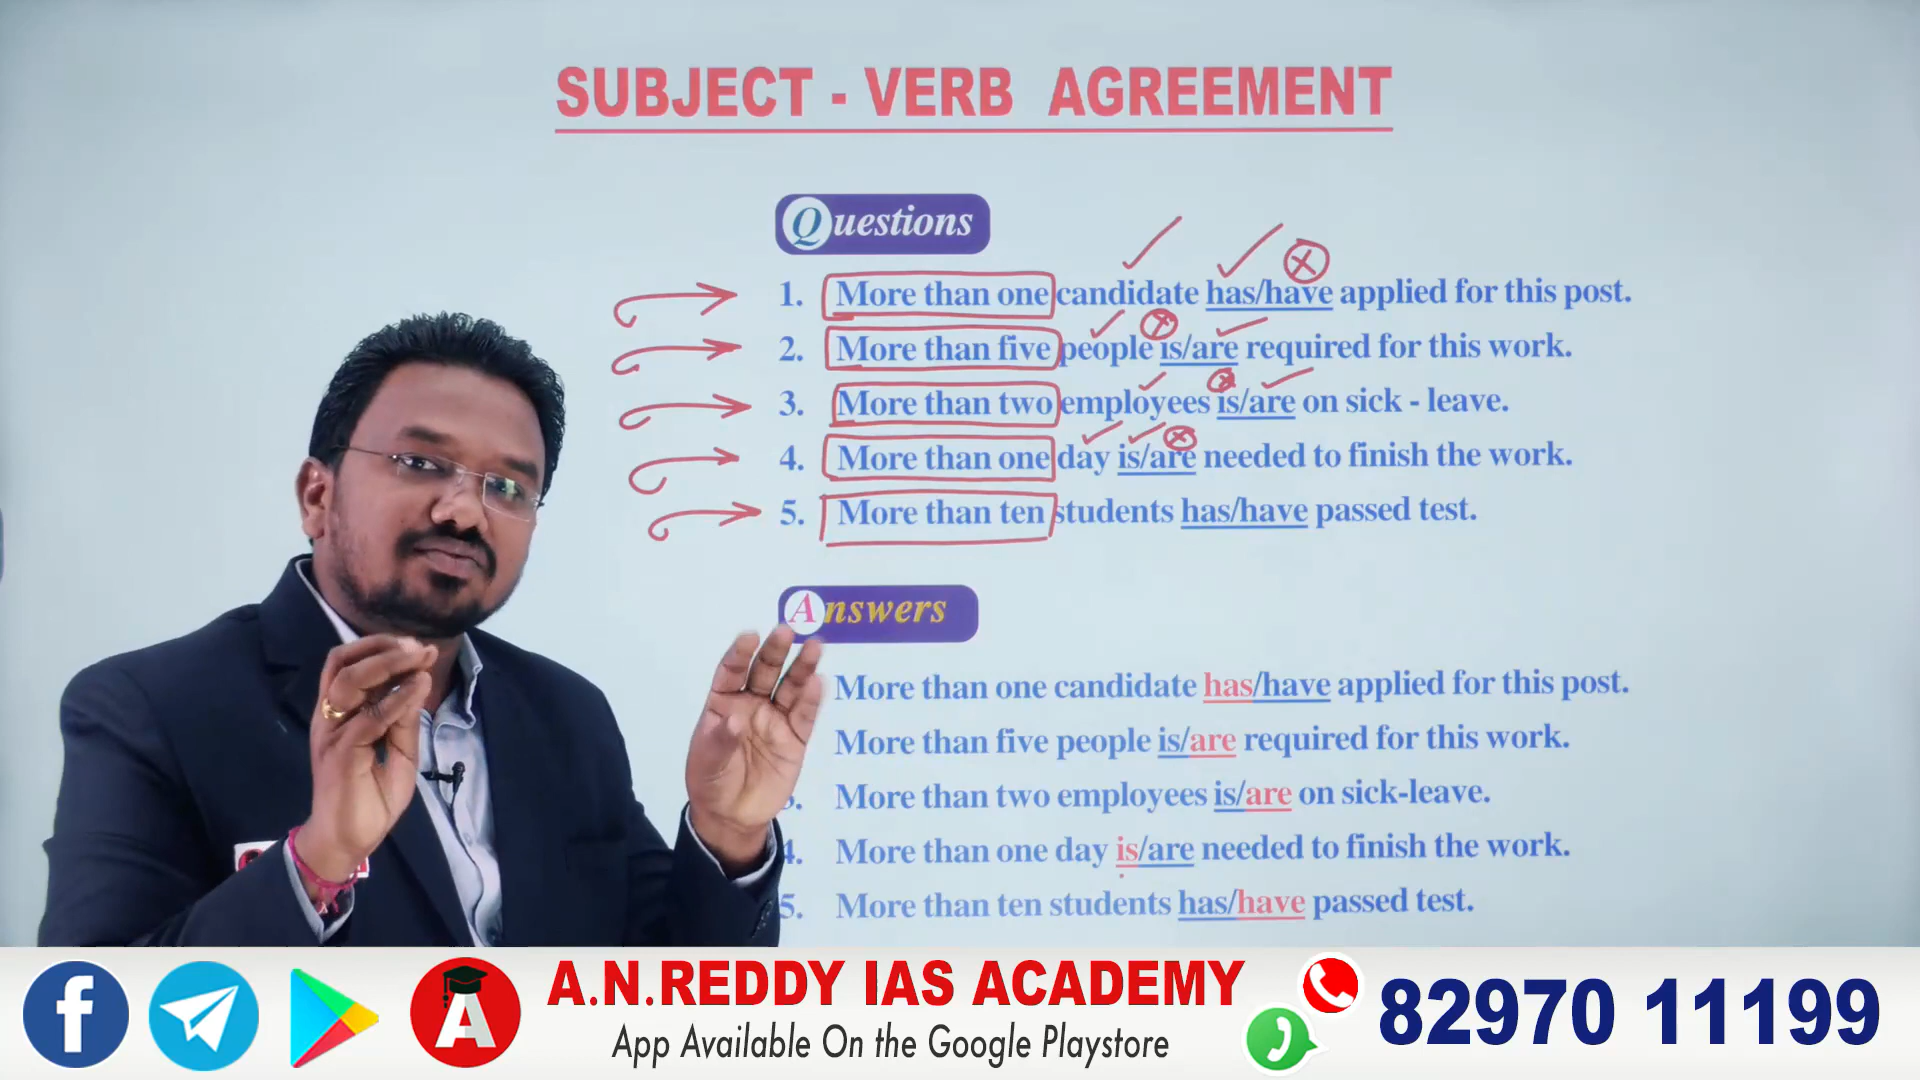 SUBJECT - VERB AGREEMENT
Questions
1. More than one candidate has/have applied for this post.
2. More than five people is/are required for this work.
3. More than two employees is/are on sick - leave.
4. More than one day is/are needed to finish the work.
5. More than ten students has/have passed test.
Answers
More than one candidate has/have applied for this post.
More than five people is/are required for this work.
More than two employees is/are on sick-leave.
4. More than one day is/are needed to finish the work.
5. More than ten students has/have passed test.
A.N.REDDY IAS ACADEMY
App Available On the Google Playstore
82970 11199